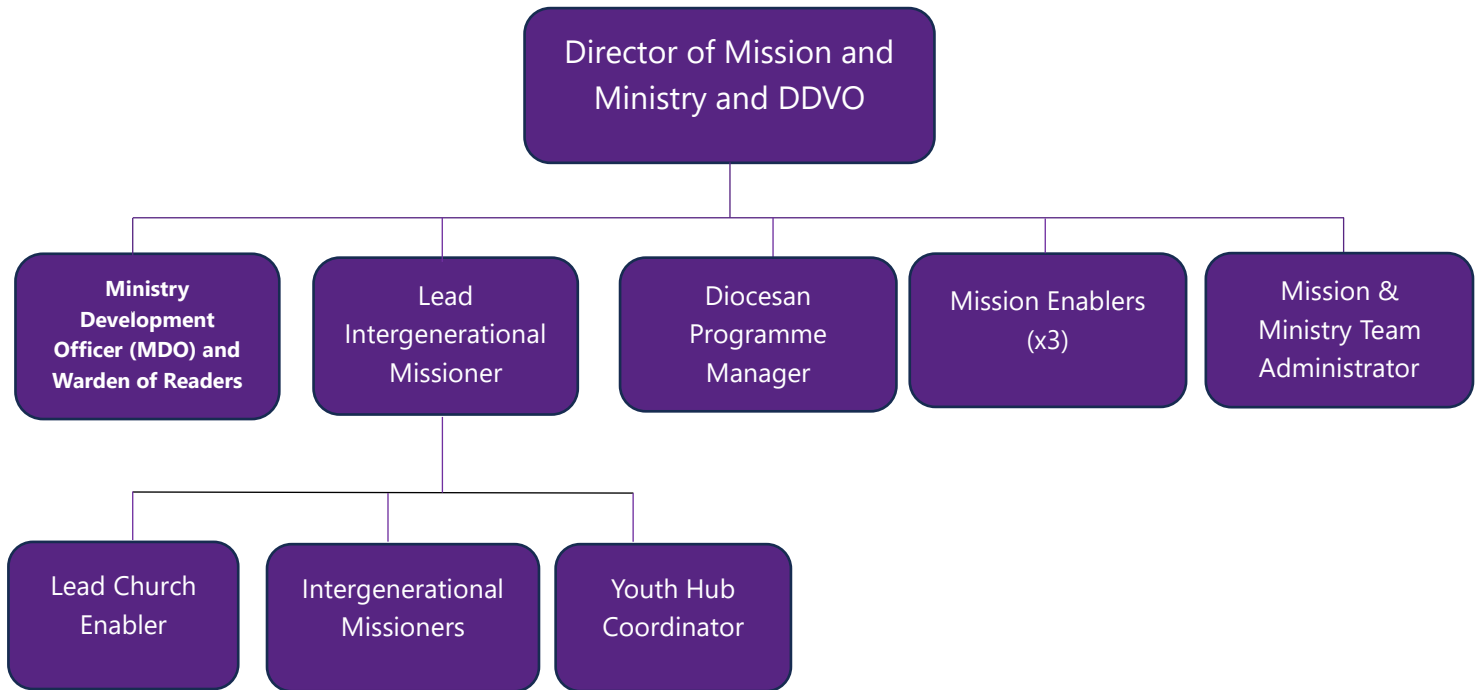 Director of Mission and
Ministry and DDVO
Ministry
Development
Officer (MDO) and
Warden of Readers
Lead
Intergenerational
Missioner
Diocesan
Programme
Manager
Mission Enablers
(x3)
Mission &
Ministry Team
Administrator
Lead Church
Enabler
Intergenerational
Missioners
Youth Hub
Coordinator